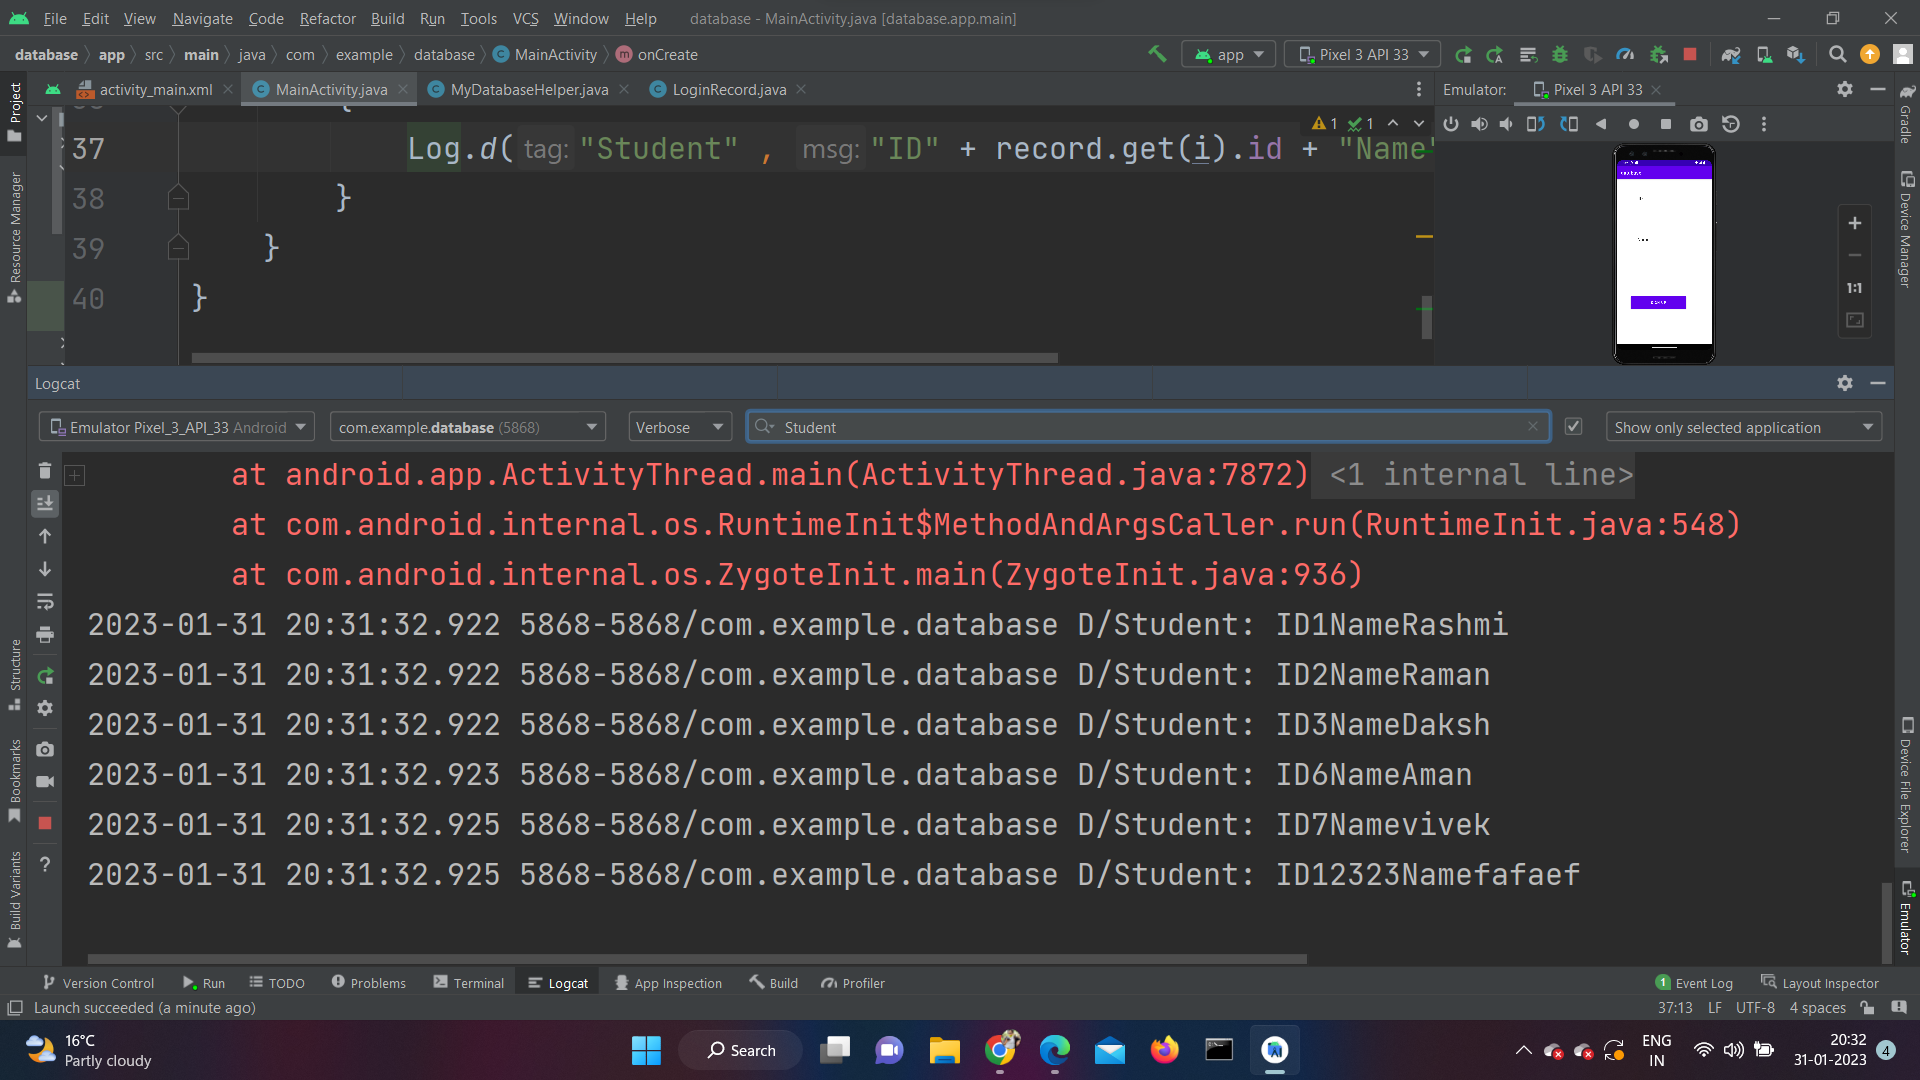 File Edit View Navigate Code Refactor Build Run Tools VCS Window Help database - MainActivity.java [database.app.main]
database app src main java com example database MainActivity onCreate app Pixel 3 API 33
activity_main.xml MainActivity.java MyDatabaseHelper.java LoginRecord.java Emulator: Pixel 3 API 33
1 1
37 Log.d( tag: "Student" , msg: "ID" + record.get(i).id + "Name"
38 }
39 }
40 }
1:1
Project
Resource Manager
Structure
Bookmarks
Build Variants
Gradle
Device Manager
Device File Explorer
Emulator
Logcat
Emulator Pixel_3_API_33 Android com.example.database (5868) Verbose Student Show only selected application
at android.app.ActivityThread.main(ActivityThread.java:7872) <1 internal line>
at com.android.internal.os.RuntimeInit$MethodAndArgsCaller.run(RuntimeInit.java:548)
at com.android.internal.os.ZygoteInit.main(ZygoteInit.java:936)
2023-01-31 20:31:32.922 5868-5868/com.example.database D/Student: ID1NameRashmi
2023-01-31 20:31:32.922 5868-5868/com.example.database D/Student: ID2NameRaman
2023-01-31 20:31:32.922 5868-5868/com.example.database D/Student: ID3NameDaksh
2023-01-31 20:31:32.923 5868-5868/com.example.database D/Student: ID6NameAman
2023-01-31 20:31:32.925 5868-5868/com.example.database D/Student: ID7Namevivek
2023-01-31 20:31:32.925 5868-5868/com.example.database D/Student: ID12323Namefafaef
Version Control Run TODO Problems Terminal Logcat App Inspection Build Profiler 1 Event Log Layout Inspector
Launch succeeded (a minute ago) 37:13 LF UTF-8 4 spaces
16°C
Partly cloudy
Search
ENG
IN
20:32
31-01-2023
4